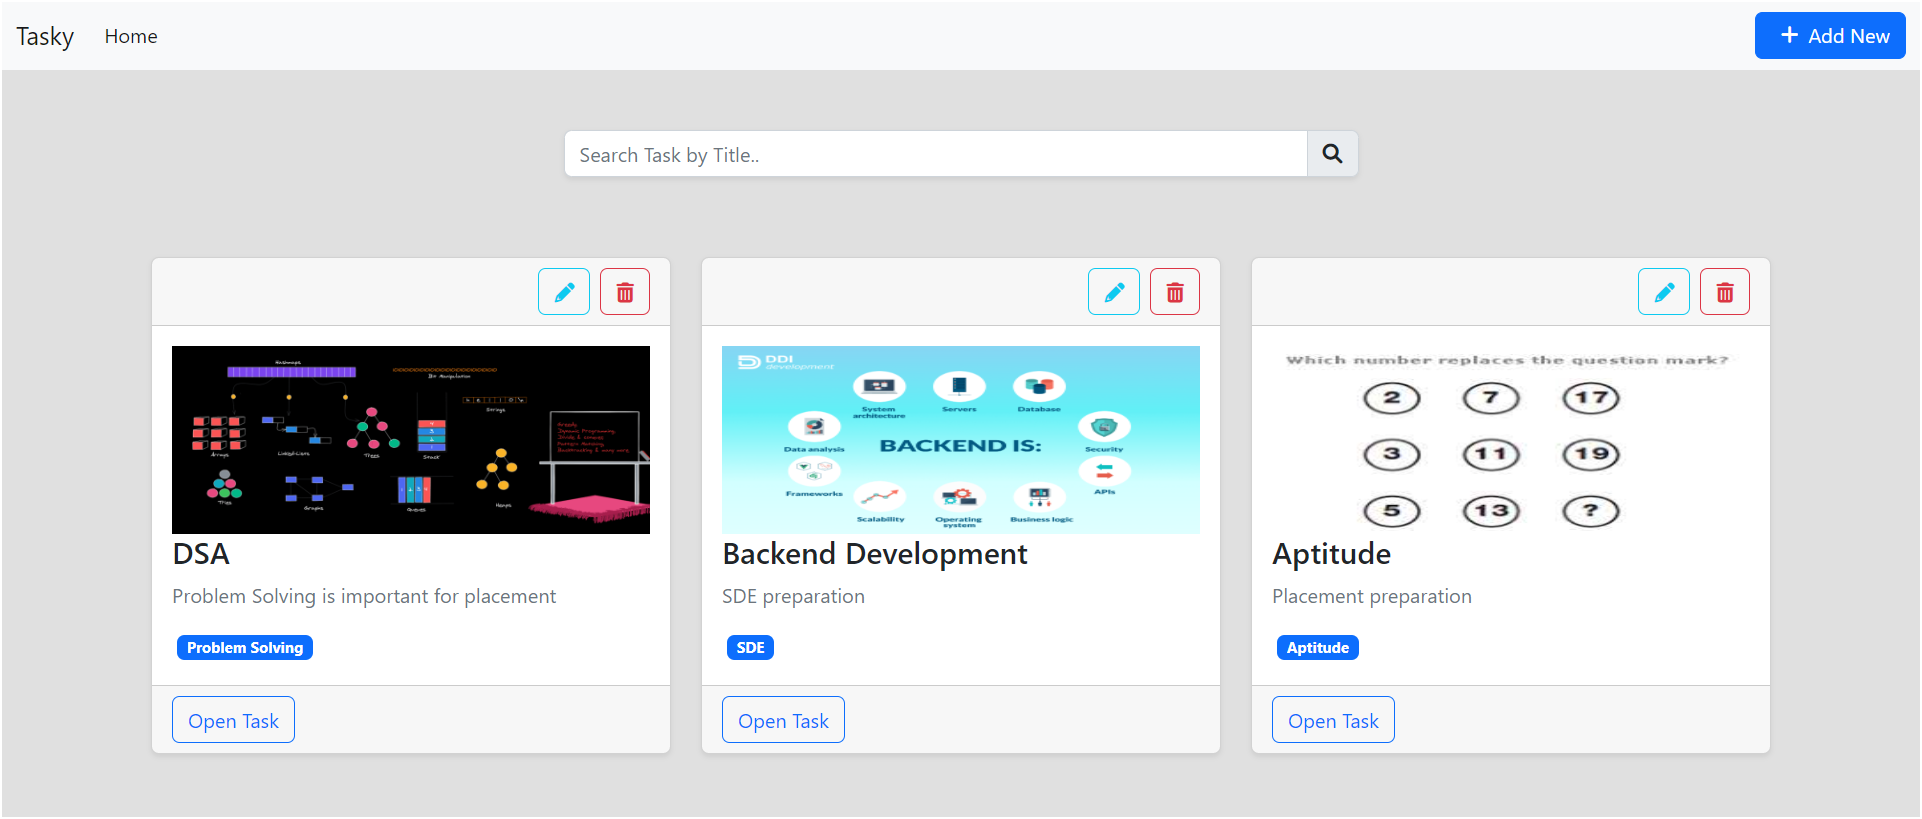 Tasky Home Add New
Search Task by Title..
Hashmaps
Bit Manipulation
Strings
Arrays
Linked-Lists
Trees
Stack
Tries
Graphs
Queues
Heaps
Greedy
Dynamic Programming
Divide & Conquer
DSA
Problem Solving is important for placement
Problem Solving
Open Task
DDI
development
System
architecture
Servers
Database
Data analysis
BACKEND IS:
Security
Frameworks
APIs
Scalability
Operating
system
Business logic
Backend Development
SDE preparation
SDE
Open Task
Which number replaces the question mark?
2 7 17
3 11 19
5 13 ?
Aptitude
Placement preparation
Aptitude
Open Task